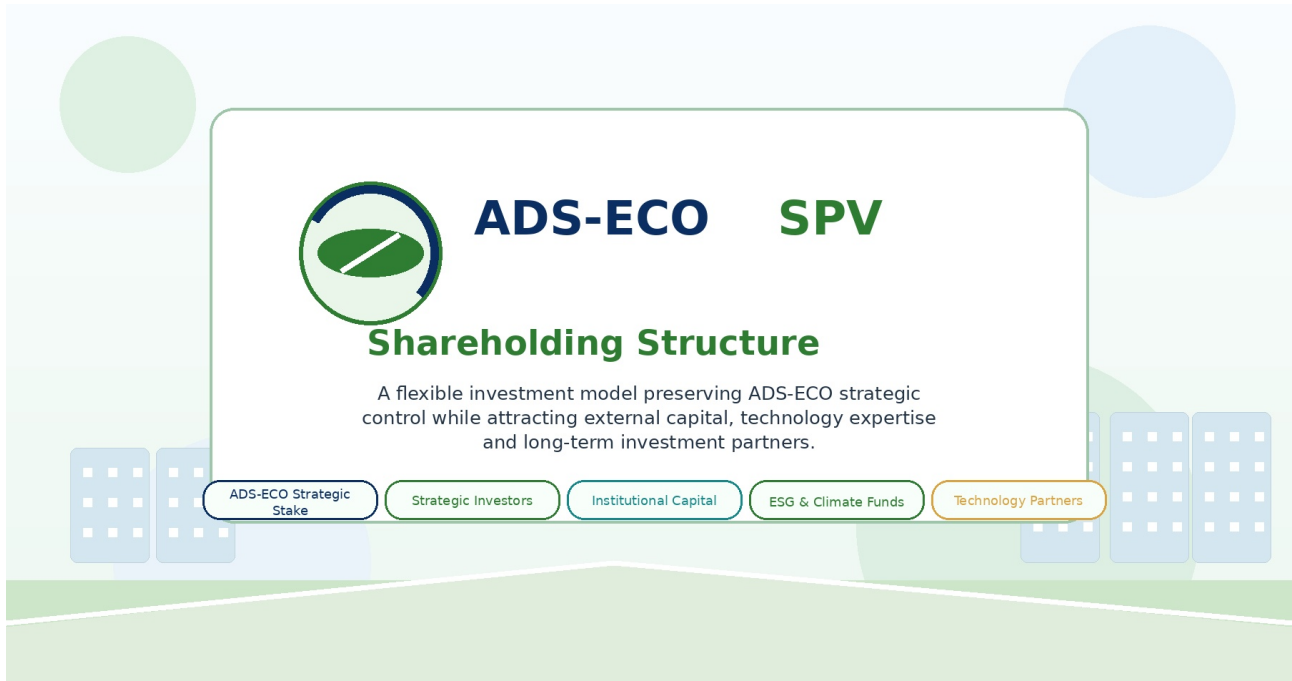 ADS-ECO SPV
Shareholding Structure
A flexible investment model preserving ADS-ECO strategic
control while attracting external capital, technology expertise
and long-term investment partners.
ADS-ECO Strategic
Stake
Strategic Investors
Institutional Capital
ESG & Climate Funds
Technology Partners